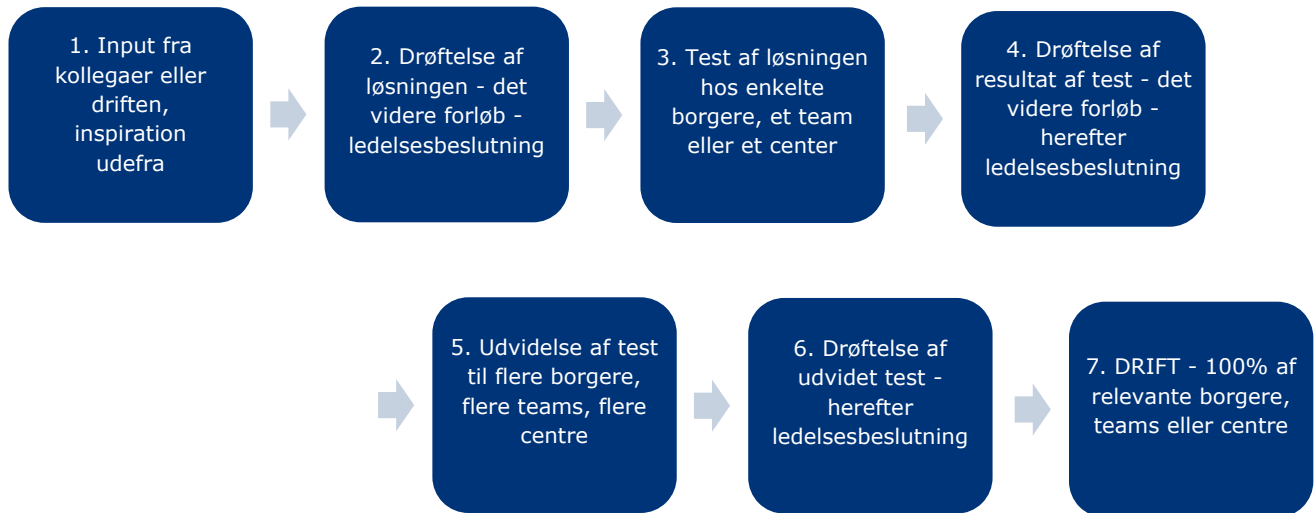 1. Input fra
kollegaer eller
driften,
inspiration
udefra
2. Drøftelse af
løsningen - det
videre forløb -
ledelsesbeslutning
3. Test af løsningen
hos enkelte
borgere, et team
eller et center
4. Drøftelse af
resultat af test - det
videre forløb -
herefter
ledelsesbeslutning
5. Udvidelse af test
til flere borgere,
flere teams, flere
centre
6. Drøftelse af
udvidet test -
herefter
ledelsesbeslutning
7. DRIFT - 100% af
relevante borgere,
teams eller centre